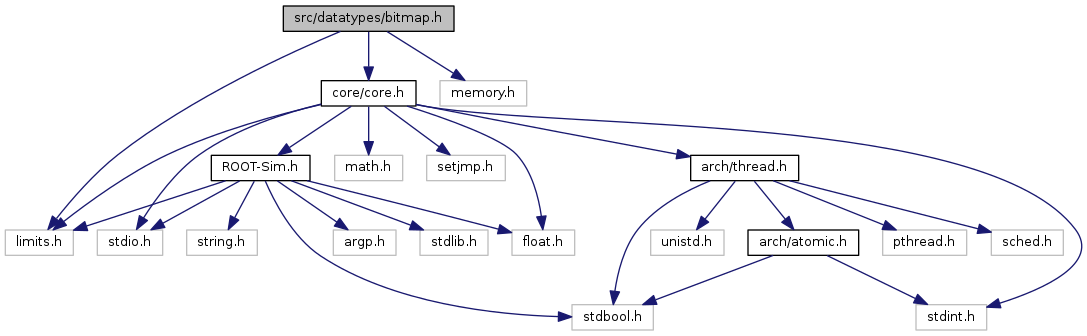 src/datatypes/bitmap.h
core/core.h
memory.h
ROOT-Sim.h
math.h
setjmp.h
arch/thread.h
limits.h
stdio.h
string.h
argp.h
stdlib.h
float.h
unistd.h
arch/atomic.h
pthread.h
sched.h
stdbool.h
stdint.h